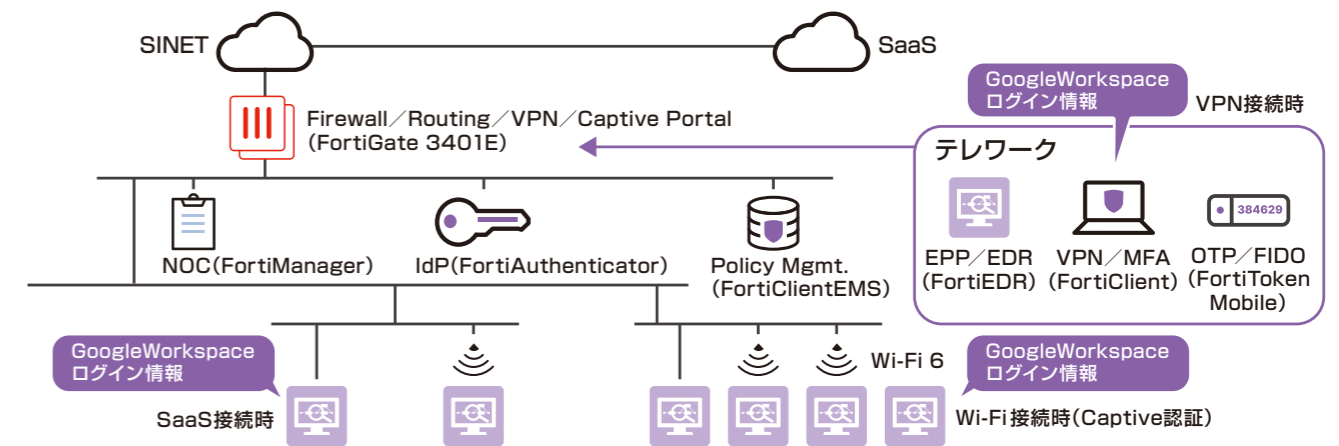 SINET
SaaS
GoogleWorkspace
ログイン情報
VPN接続時
Firewall／Routing／VPN／Captive Portal
(FortiGate 3401E)
テレワーク
384629
EPP／EDR
(FortiEDR)
VPN／MFA
(FortiClient)
OTP／FIDO
(FortiToken
Mobile)
NOC(FortiManager)
IdP(FortiAuthenticator)
Policy Mgmt.
(FortiClientEMS)
GoogleWorkspace
ログイン情報
SaaS接続時
Wi-Fi 6
GoogleWorkspace
ログイン情報
Wi-Fi接続時(Captive認証)